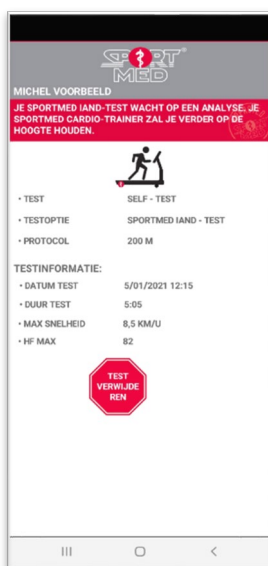 SPORT®
MED
MICHEL VOORBEELD
JE SPORTMED IAND-TEST WACHT OP EEN ANALYSE. JE
SPORTMED CARDIO-TRAINER ZAL JE VERDER OP DE
HOOGTE HOUDEN.
• TEST SELF - TEST
• TESTOPTIE SPORTMED IAND - TEST
• PROTOCOL 200 M
TESTINFORMATIE:
• DATUM TEST 5/01/2021 12:15
• DUUR TEST 5:05
• MAX SNELHEID 8,5 KM/U
• HF MAX 82
TEST
VERWIJDE
REN